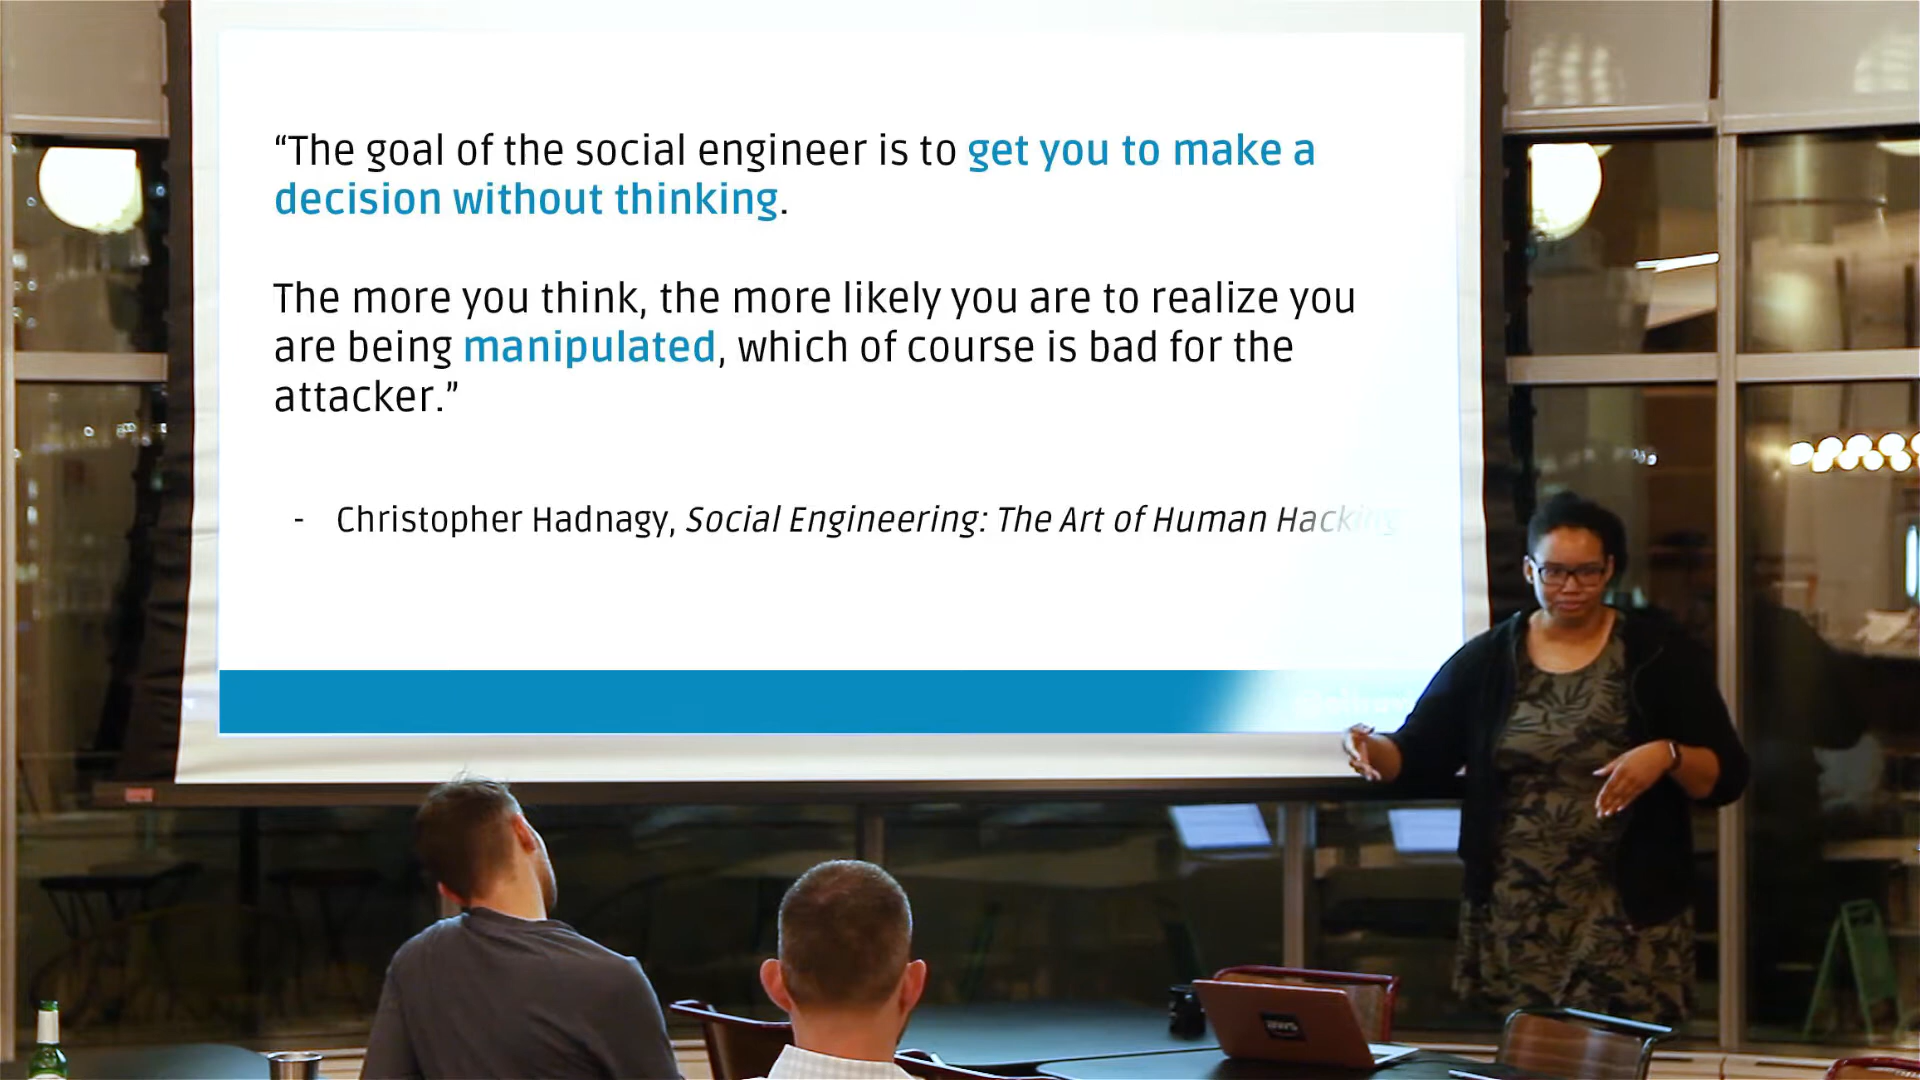 “The goal of the social engineer is to get you to make a
decision without thinking.
The more you think, the more likely you are to realize you
are being manipulated, which of course is bad for the
attacker.”
- Christopher Hadnagy, Social Engineering: The Art of Human Hacking
aws